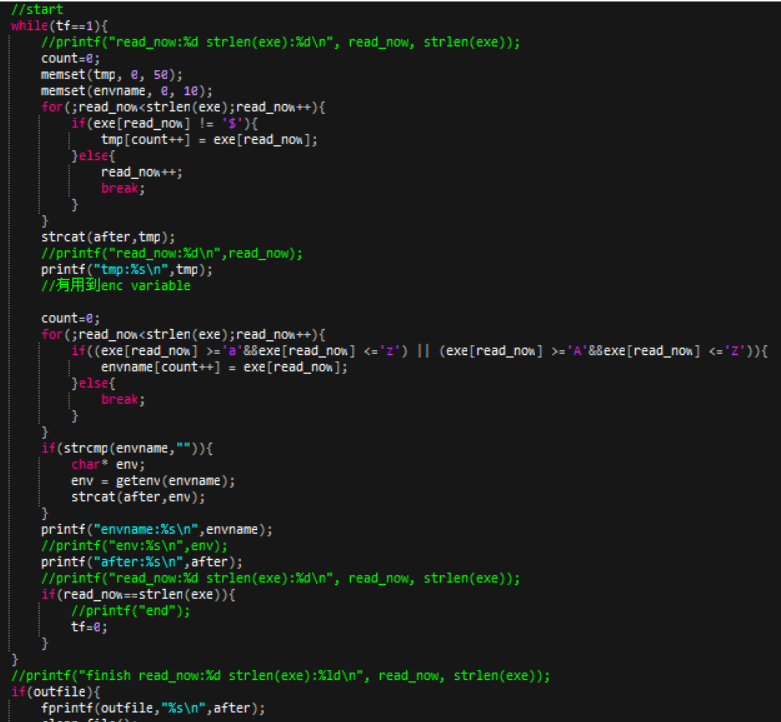 //start
while(tf==1){
//printf("read_now:%d strlen(exe):%d\n", read_now, strlen(exe));
count=0;
memset(tmp, 0, 50);
memset(envname, 0, 10);
for(;read_now<strlen(exe);read_now++){
if(exe[read_now] != '$'){
tmp[count++] = exe[read_now];
}else{
read_now++;
break;
}
}
strcat(after,tmp);
//printf("read_now:%d\n",read_now);
printf("tmp:%s\n",tmp);
//有用到enc variable
count=0;
for(;read_now<strlen(exe);read_now++){
if((exe[read_now] >='a'&&exe[read_now] <='z') || (exe[read_now] >='A'&&exe[read_now] <='Z')){
envname[count++] = exe[read_now];
}else{
break;
}
}
if(strcmp(envname,"")){
char* env;
env = getenv(envname);
strcat(after,env);
}
printf("envname:%s\n",envname);
//printf("env:%s\n",env);
printf("after:%s\n",after);
//printf("read_now:%d strlen(exe):%d\n", read_now, strlen(exe));
if(read_now==strlen(exe)){
//printf("end");
tf=0;
}
}
//printf("finish read_now:%d strlen(exe):%ld\n", read_now, strlen(exe));
if(outfile){
fprintf(outfile,"%s\n",after);